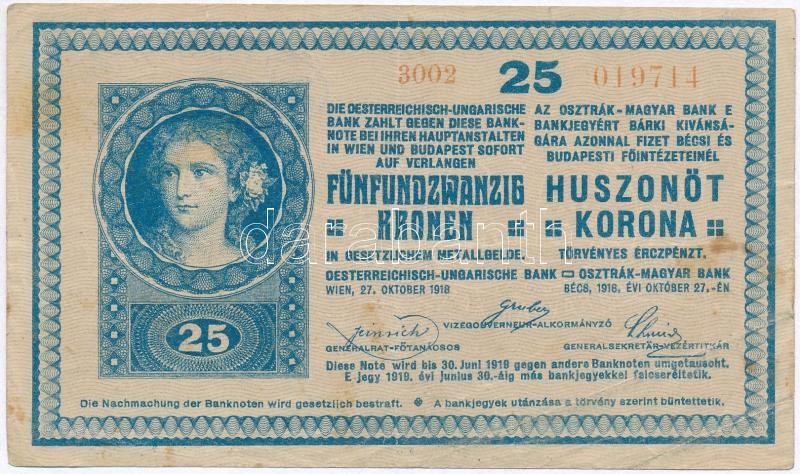 3002 25 019714
DIE OESTERREICHISCH-UNGARISCHE
BANK ZAHLT GEGEN DIESE BANK-
NOTE BEI IHREN HAUPTANSTALTEN
IN WIEN UND BUDAPEST SOFORT
AUF VERLANGEN
FÜNFUNDZWANZIG
KRONEN
IN GESETZLICHEM METALLGELDE.
AZ OSZTRÁK-MAGYAR BANK E
BANKJEGYÉRT BÁRKI KIVÁNSÁ-
GÁRA AZONNAL FIZET BÉCSI ÉS
BUDAPESTI FŐINTÉZETEINÉL
HUSZONÖT
KORONA
TÖRVÉNYES ÉRCZPÉNZT.
OESTERREICHISCH-UNGARISCHE BANK OSZTRÁK-MAGYAR BANK
WIEN, 27. OKTOBER 1918 BÉCS, 1918. ÉVI OKTÓBER 27.-ÉN
Gruber
VIZEGOUVERNEUR-ALKORMÁNYZÓ
GENERALRAT-FŐTANÁCSOS GENERALSEKRETÄR-VEZÉRTITKÁR
Diese Note wird bis 30. Juni 1919 gegen andere Banknoten umgetauscht.
E jegy 1919. évi junius 30.-áig más bankjegyekkel felcseréltetik.
25
Die Nachmachung der Banknoten wird gesetzlich bestraft. A bankjegyek utánzása a törvény szerint büntettetik.
darabanth